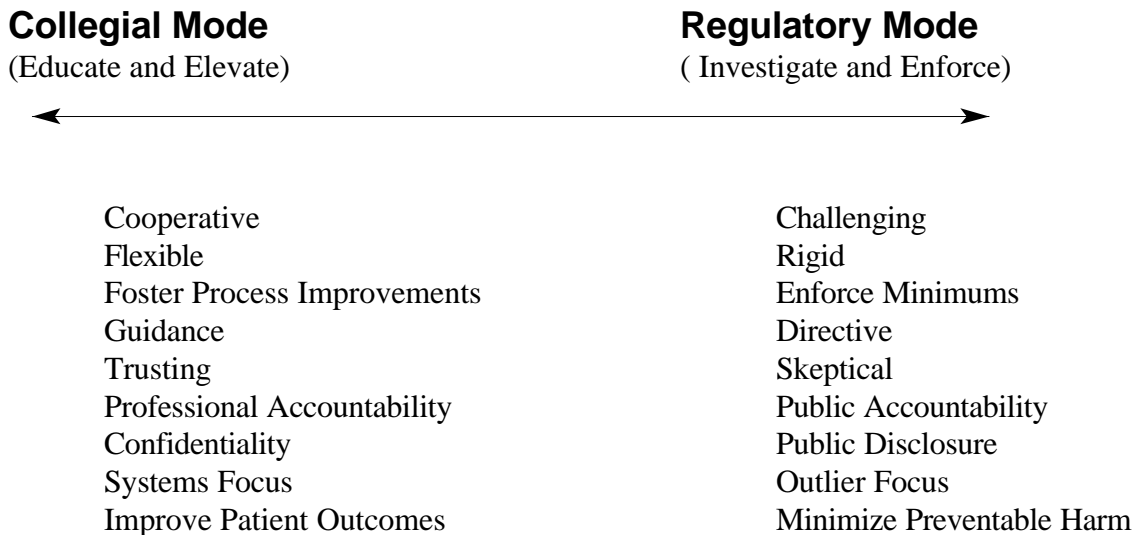 Collegial Mode
(Educate and Elevate)
Regulatory Mode
( Investigate and Enforce)
Cooperative
Flexible
Foster Process Improvements
Guidance
Trusting
Professional Accountability
Confidentiality
Systems Focus
Improve Patient Outcomes
Challenging
Rigid
Enforce Minimums
Directive
Skeptical
Public Accountability
Public Disclosure
Outlier Focus
Minimize Preventable Harm